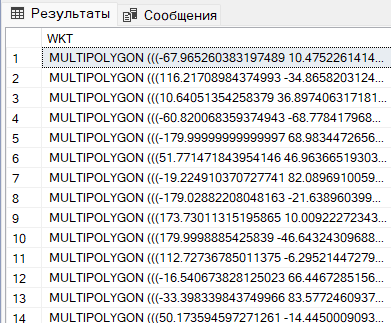 Результаты Сообщения
WKT
1 MULTIPOLYGON (((-67.965260383197489 10.4752261414...
2 MULTIPOLYGON (((116.21708984374993 -34.8658203124...
3 MULTIPOLYGON (((10.64051354258379 36.897406317181...
4 MULTIPOLYGON (((-60.820068359374943 -68.778417968...
5 MULTIPOLYGON (((-179.99999999999997 68.9834472656...
6 MULTIPOLYGON (((51.771471843954146 46.96366519303...
7 MULTIPOLYGON (((-19.224910370727741 82.0896910059...
8 MULTIPOLYGON (((-179.02882208048163 -21.638960399...
9 MULTIPOLYGON (((173.73011315195865 10.00922272343...
10 MULTIPOLYGON (((179.9998885425839 -46.64324309688...
11 MULTIPOLYGON (((112.72736785011375 -6.29521447279...
12 MULTIPOLYGON (((-16.540673828125023 66.4467285156...
13 MULTIPOLYGON (((-33.398339843749966 83.5772460937...
14 MULTIPOLYGON (((50.173594597271261 -14.4450009093...